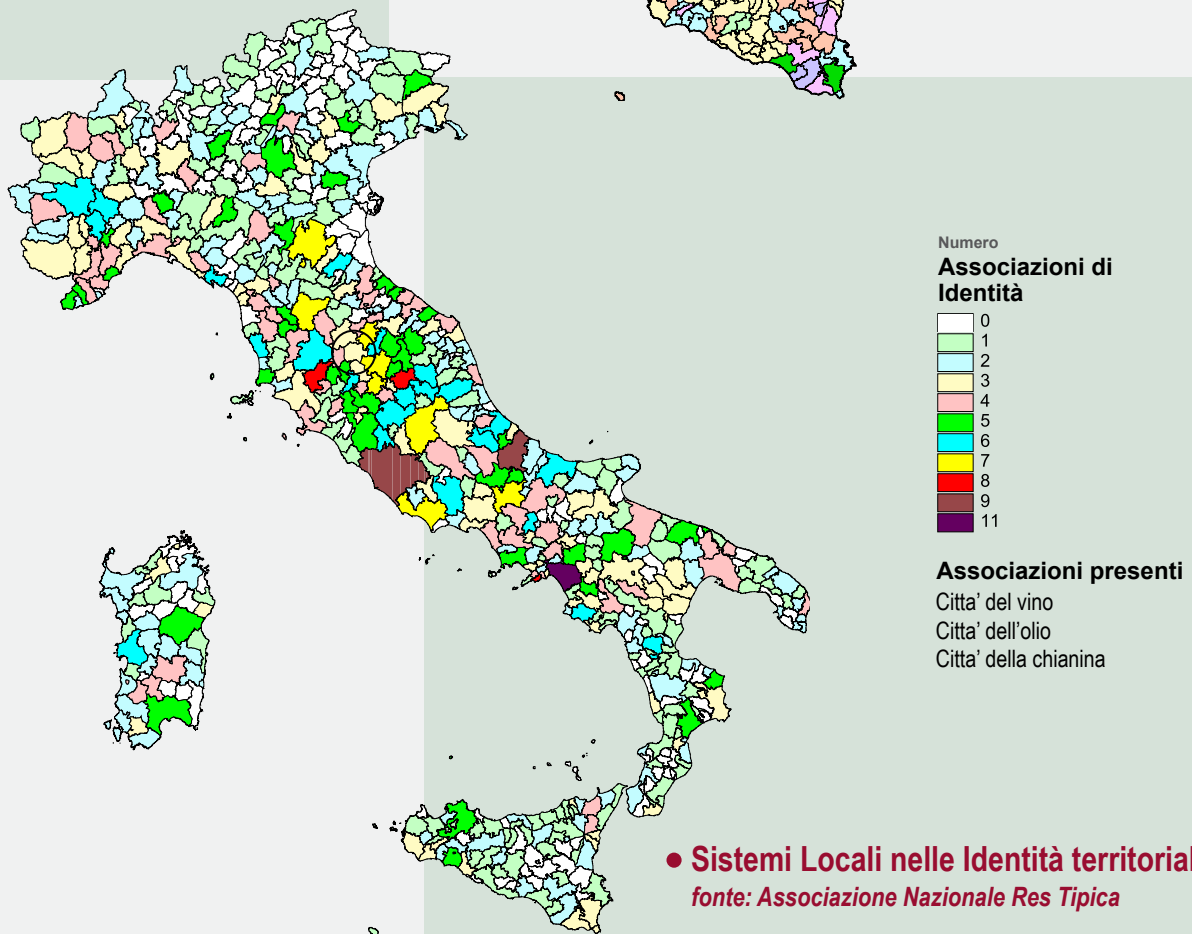 Numero
Associazioni di
Identità
0
1
2
3
4
5
6
7
8
9
11
Associazioni presenti
Citta' del vino
Citta' dell'olio
Citta' della chianina
• Sistemi Locali nelle Identità territorial
fonte: Associazione Nazionale Res Tipica